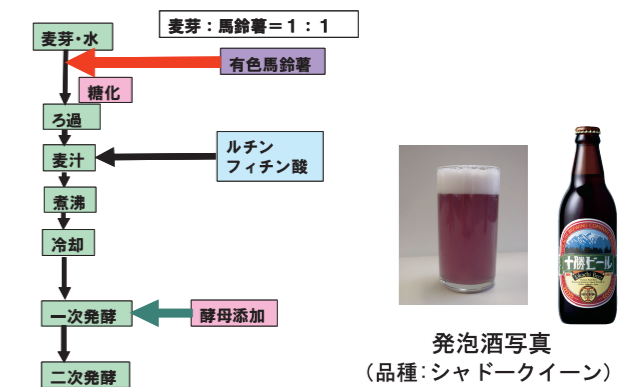 麦芽：馬鈴薯＝1：1
麦芽・水
有色馬鈴薯
糖化
ろ過
麦汁
ルチン
フィチン酸
煮沸
冷却
一次発酵
酵母添加
二次発酵
十勝ビール
Tokachi Beer
発泡酒写真
（品種：シャドークイーン）